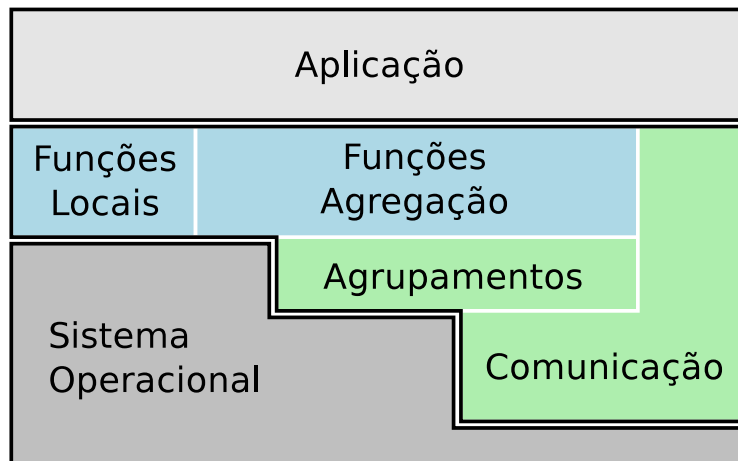 Aplicação
Funções
Locais
Funções
Agregação
Agrupamentos
Sistema
Operacional
Comunicação